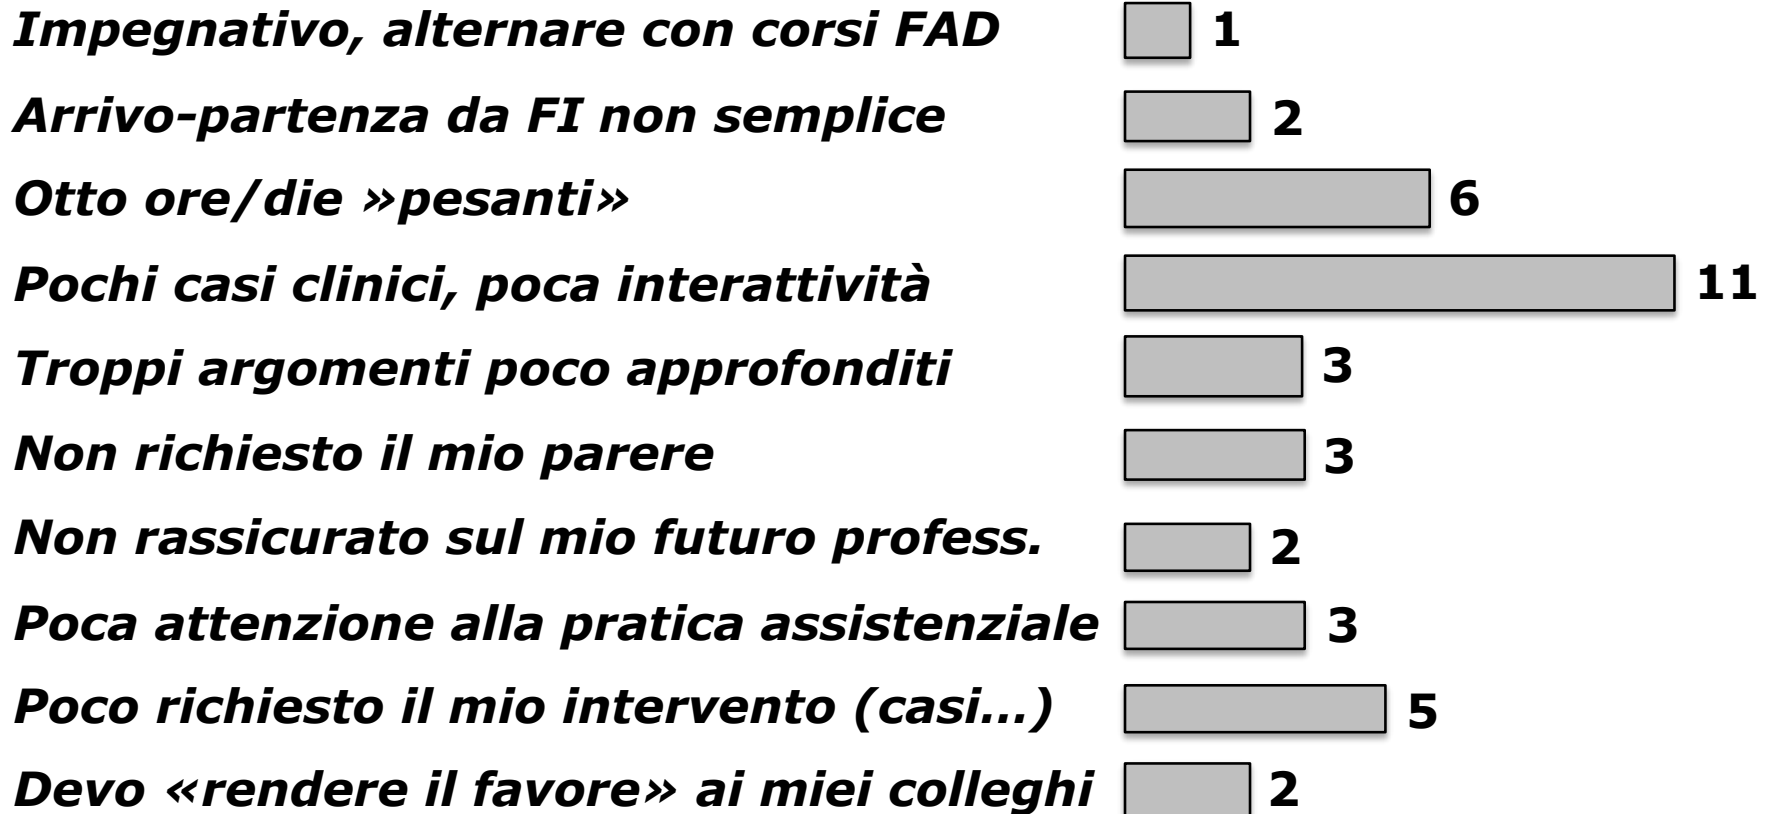 Impegnativo, alternare con corsi FAD 1
Arrivo-partenza da FI non semplice 2
Otto ore/die »pesanti» 6
Pochi casi clinici, poca interattività 11
Troppi argomenti poco approfonditi 3
Non richiesto il mio parere 3
Non rassicurato sul mio futuro profess. 2
Poca attenzione alla pratica assistenziale 3
Poco richiesto il mio intervento (casi…) 5
Devo «rendere il favore» ai miei colleghi 2